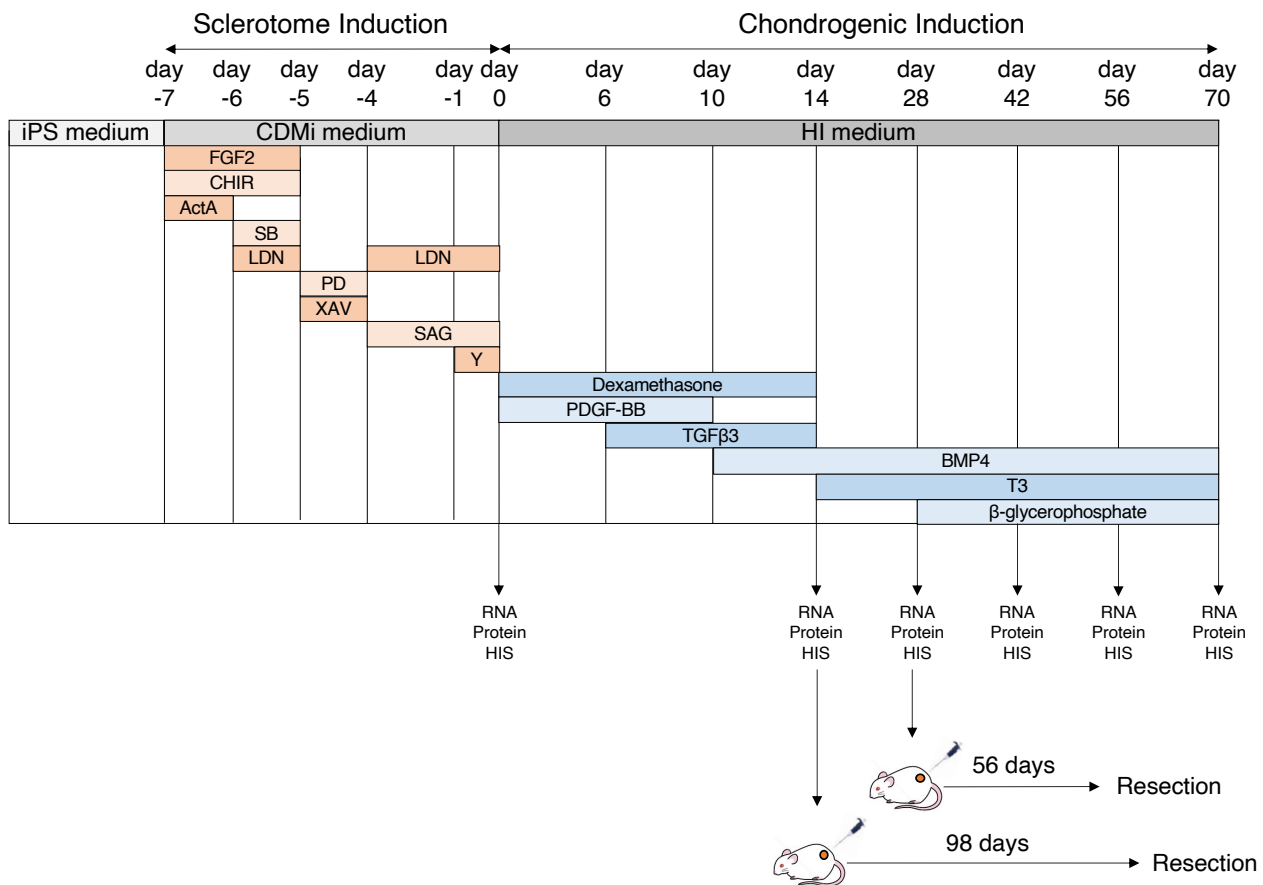 Sclerotome Induction Chondrogenic Induction
day day day day day day day day day day day day day
-7 -6 -5 -4 -1 0 6 10 14 28 42 56 70
iPS medium CDMi medium HI medium
FGF2
CHIR
ActA
SB
LDN LDN
PD
XAV
SAG
Y
Dexamethasone
PDGF-BB
TGFβ3
BMP4
T3
β-glycerophosphate
RNA RNA RNA RNA RNA RNA
Protein Protein Protein Protein Protein Protein
HIS HIS HIS HIS HIS HIS
56 days
Resection
98 days
Resection